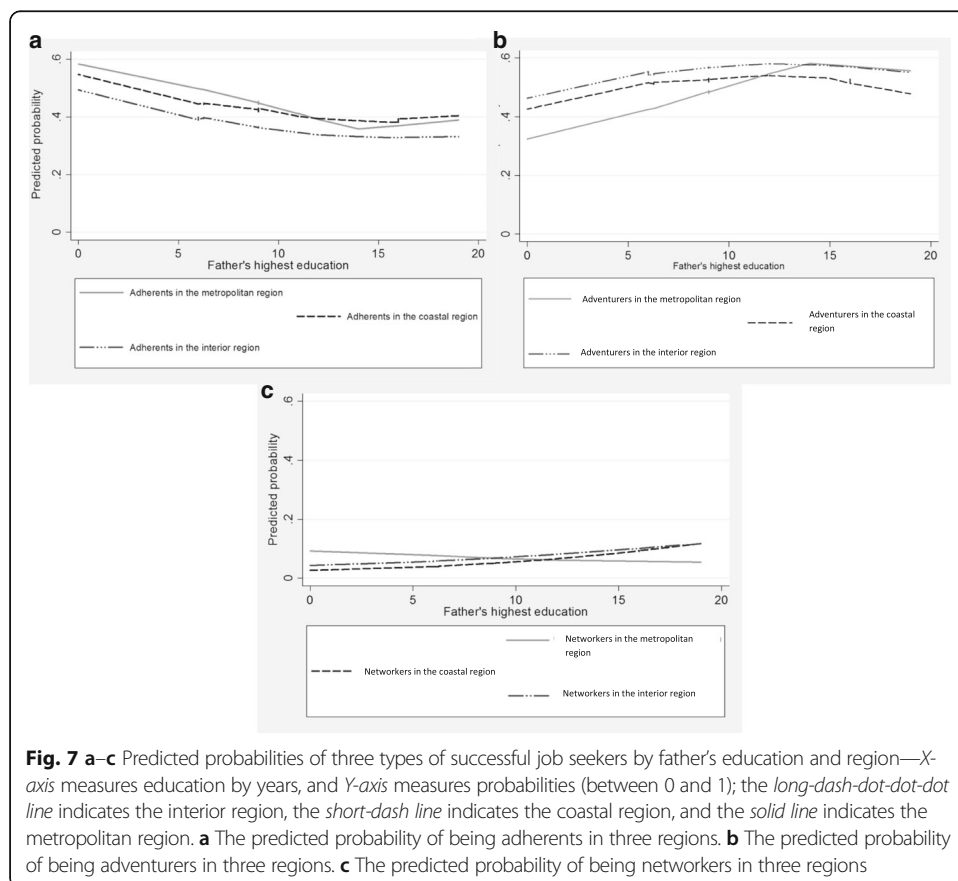 a
b
.6
.4
.2
0
Predicted probability
0
5
10
15
20
Father's highest education
Adherents in the metropolitan region
Adherents in the coastal region
Adherents in the interior region
.6
.4
.2
0
0
5
10
15
20
Father's highest education
Adventurers in the metropolitan region
Adventurers in the coastal
region
Adventurers in the interior region
c
.6
.4
.2
0
Predicted probability
0
5
10
15
20
Father's highest education
Networkers in the metropolitan
region
Networkers in the coastal region
Networkers in the interior region
Fig. 7 a–c Predicted probabilities of three types of successful job seekers by father's education and region—X-
axis measures education by years, and Y-axis measures probabilities (between 0 and 1); the long-dash-dot-dot-dot
line indicates the interior region, the short-dash line indicates the coastal region, and the solid line indicates the
metropolitan region. a The predicted probability of being adherents in three regions. b The predicted probability
of being adventurers in three regions. c The predicted probability of being networkers in three regions